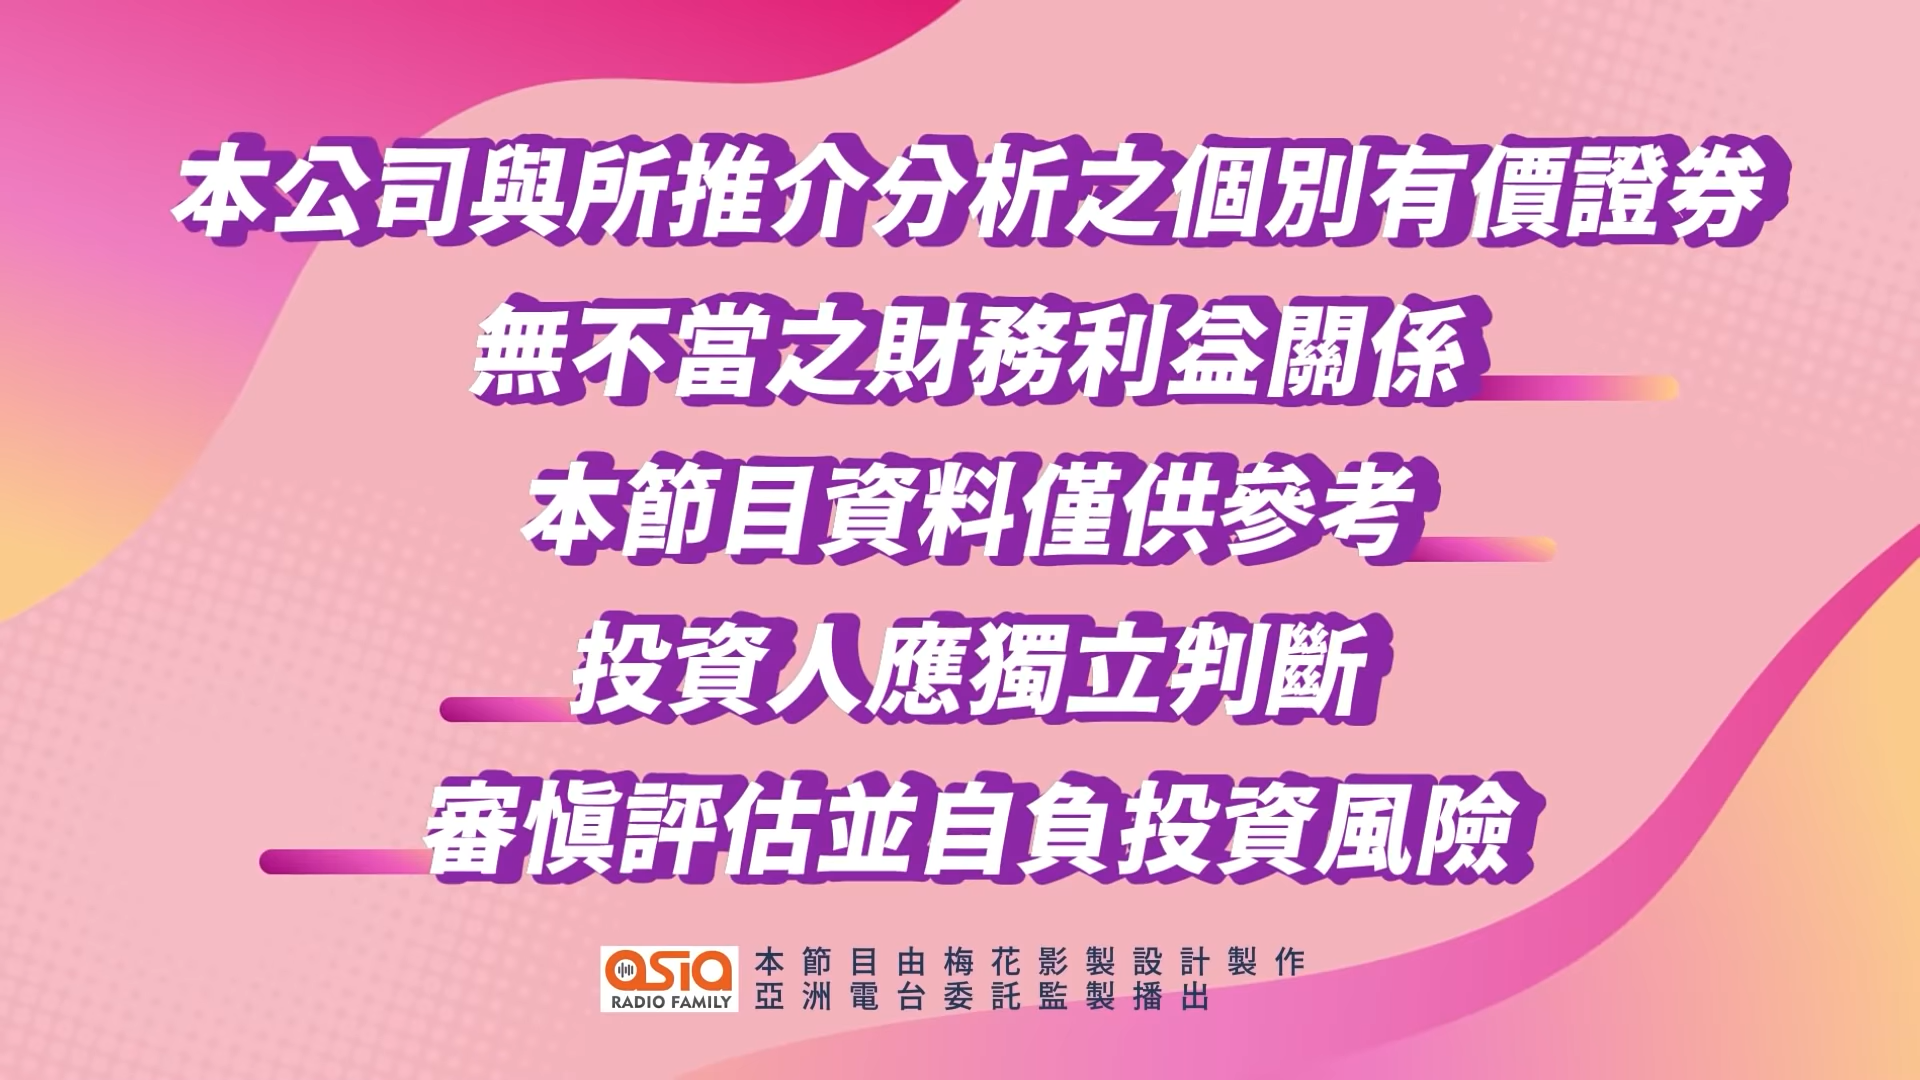 本公司與所推介分析之個別有價證券
無不當之財務利益關係
本節目資料僅供參考
投資人應獨立判斷
審慎評估並自負投資風險
asia
RADIO FAMILY
本節目由梅花影製設計製作
亞洲電台委託監製播出